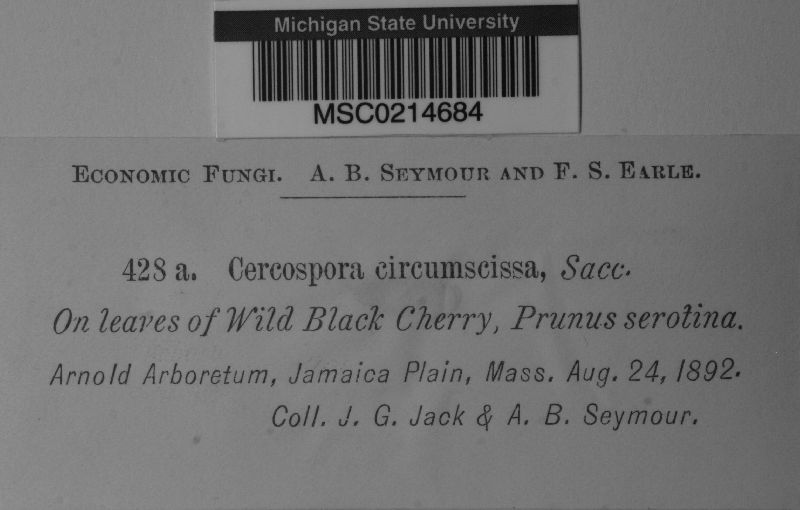 Michigan State University
MSC0214684
Economic Fungi. A. B. Seymour and F. S. Earle.
428 a. Cercospora circumscissa, Sacc.
On leaves of Wild Black Cherry, Prunus serotina.
Arnold Arboretum, Jamaica Plain, Mass. Aug. 24, 1892.
Coll. J. G. Jack & A. B. Seymour.